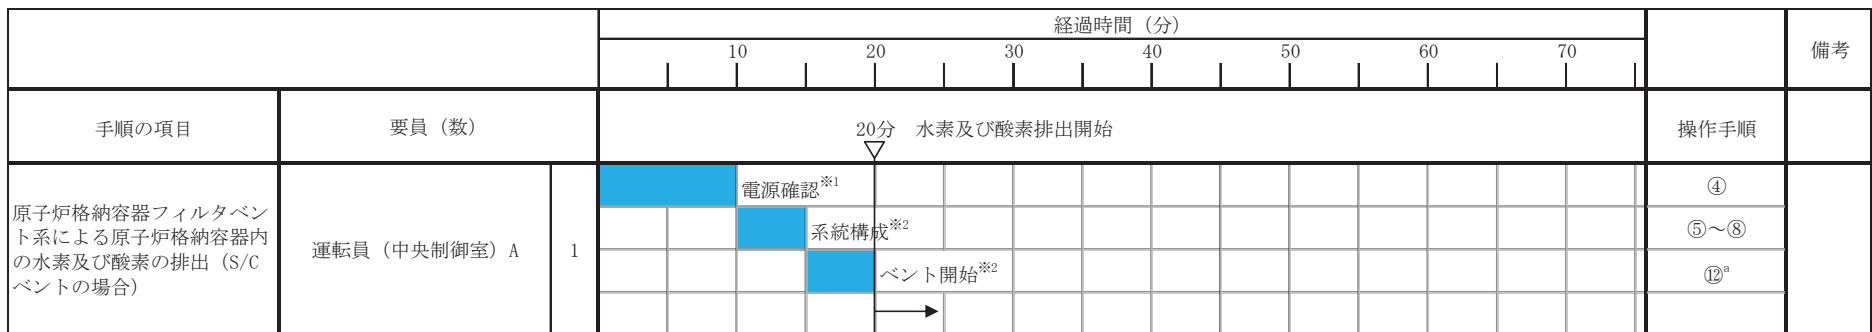 経過時間（分）
備考
10 20 30 40 50 60 70
手順の項目
要員（数）
20分 水素及び酸素排出開始
操作手順
原子炉格納容器フィルタベン
ト系による原子炉格納容器内
の水素及び酸素の排出（S/C
ベントの場合）
運転員（中央制御室）A
1
電源確認※1
④
系統構成※2
⑤～⑧
ベント開始※2
⑫a